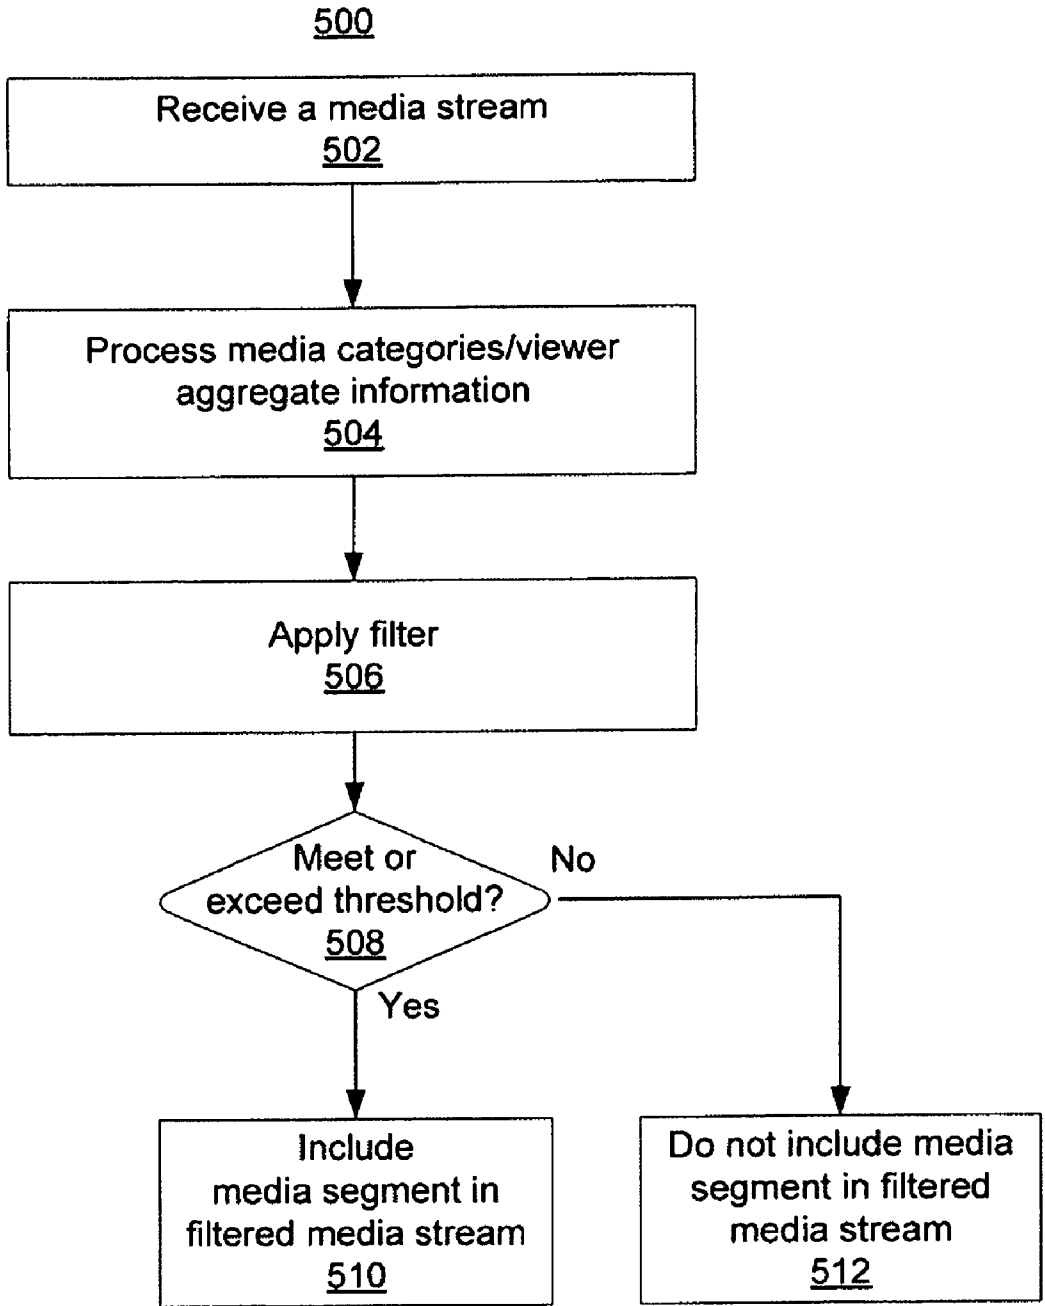 500
Receive a media stream
502
Process media categories/viewer
aggregate information
504
Apply filter
506
Meet or
exceed threshold?
508
No
Yes
Include
media segment in
filtered media stream
510
Do not include media
segment in filtered
media stream
512